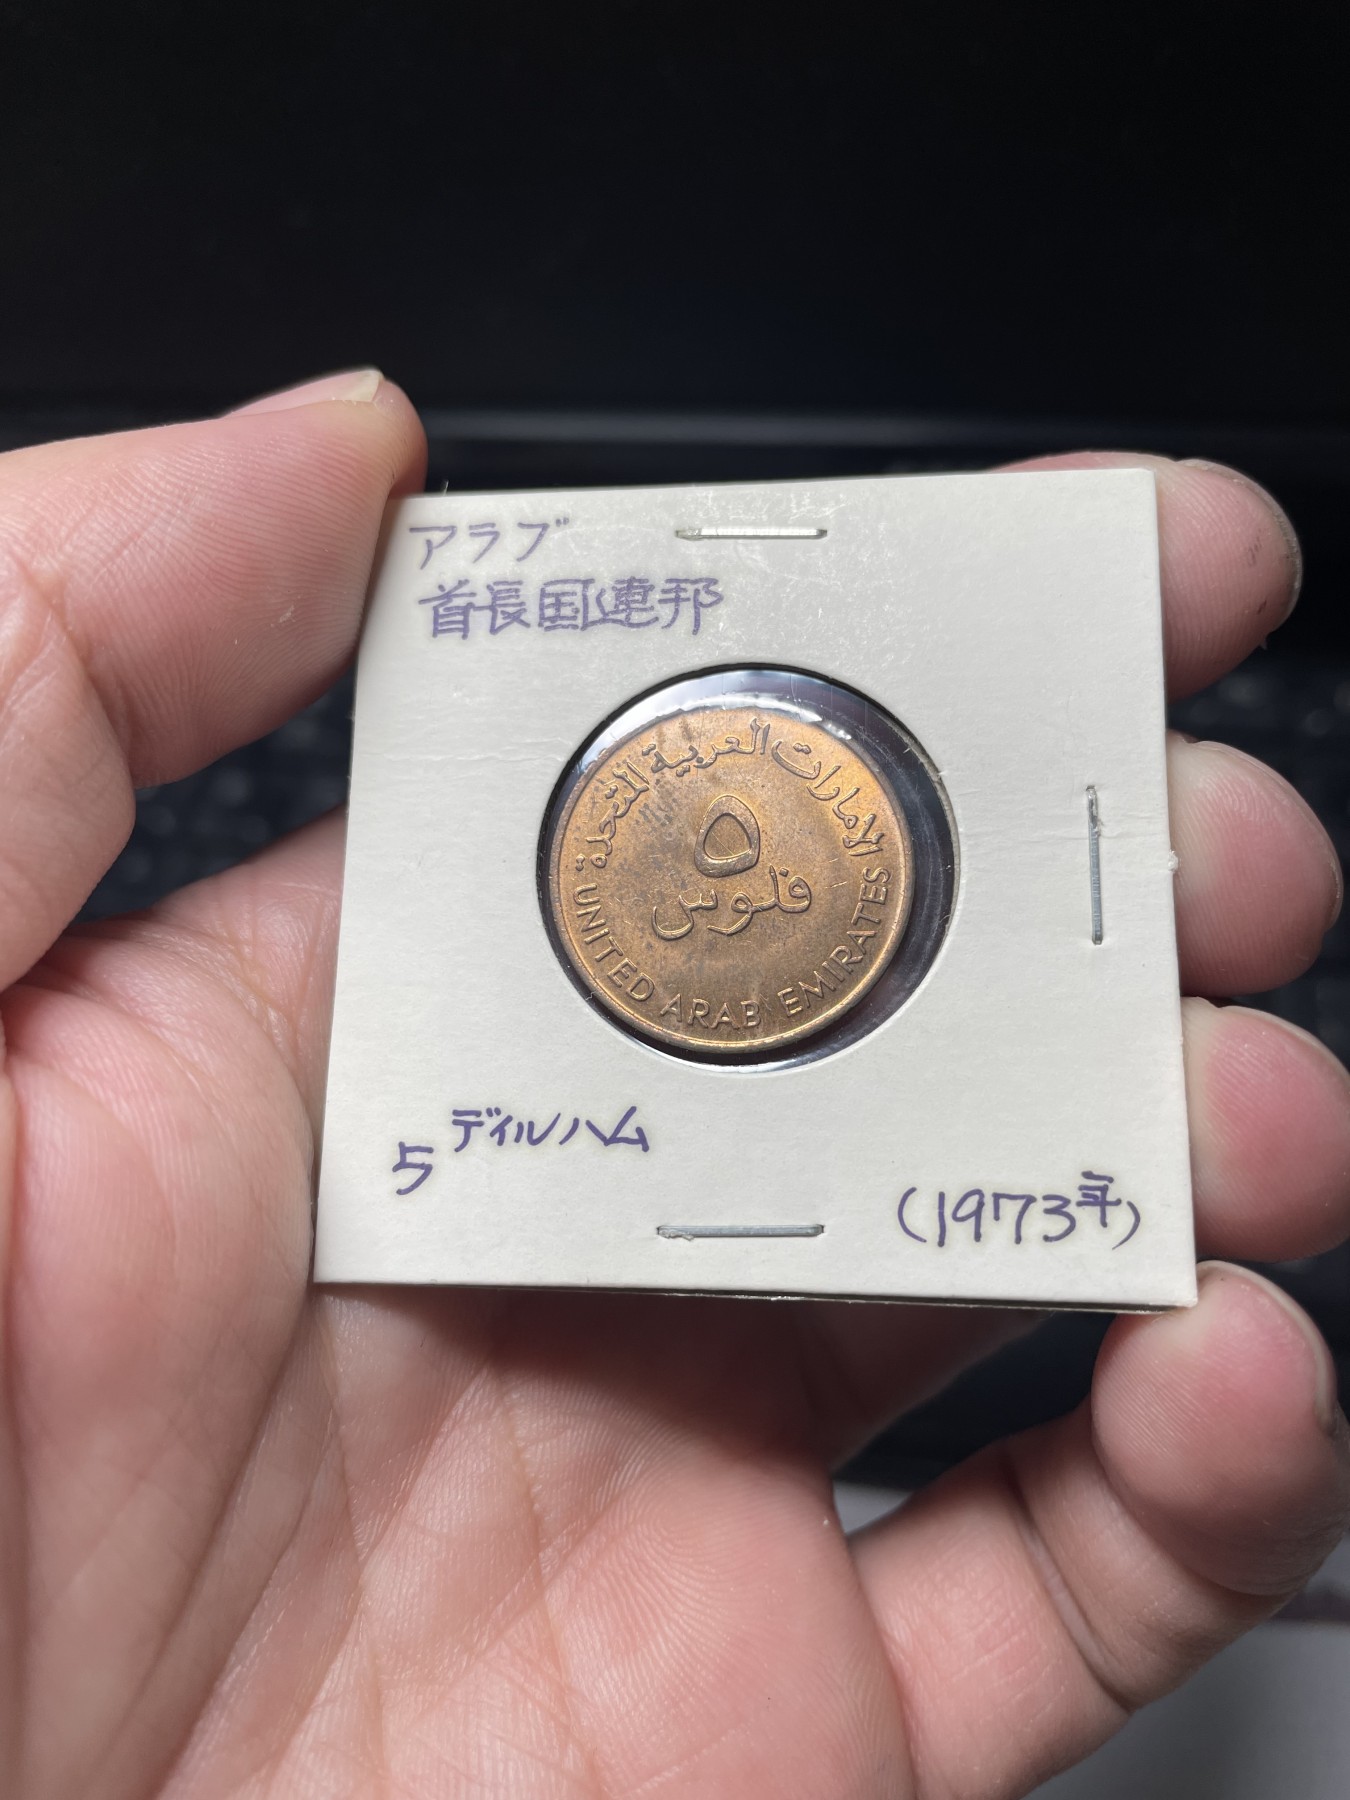 アラブ
首長国連邦
الامارات العربية المتحدة
٥
فلوس
UNITED ARAB EMIRATES
5 ディルハム
(1973年)